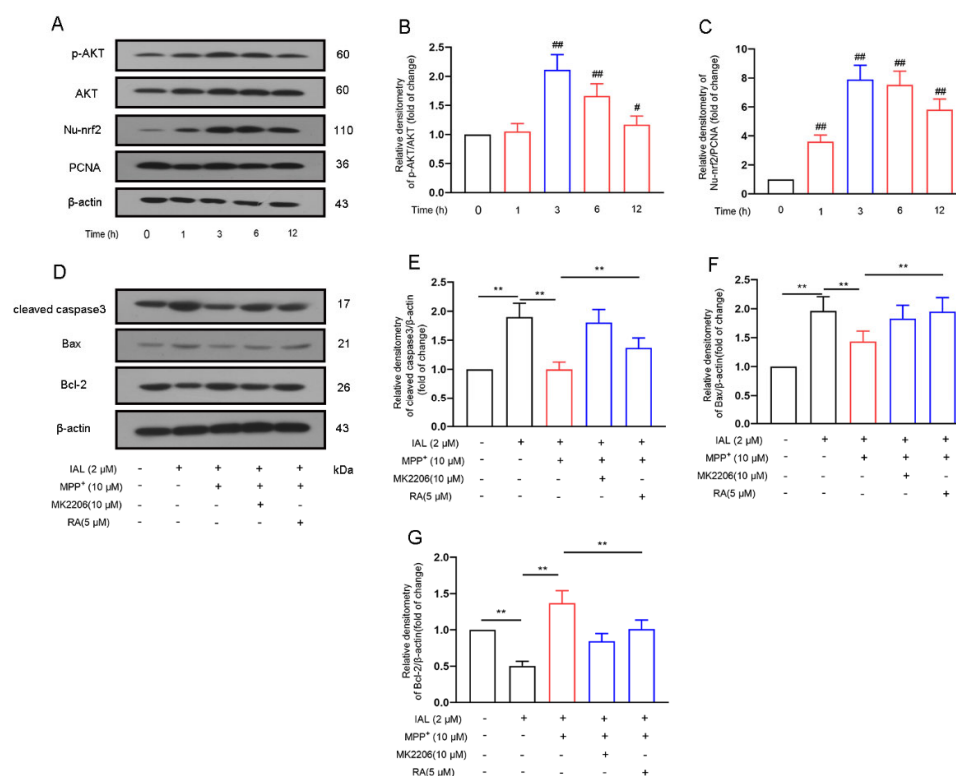 A
p-AKT 60
AKT 60
Nu-nrf2 110
PCNA 36
β-actin 43
Time (h) 0 1 3 6 12
B
Relative densitometry
of p-AKT/AKT (fold of change)
2.5
2.0
1.5
1.0
0.5
0.0
## ## #
Time (h) 0 1 3 6 12
C
Relative densitometry of
Nu-nrf2/PCNA (fold of change)
10
8
6
4
2
0
## ## ## ##
Time (h) 0 1 3 6 12
D
cleaved caspase3 17
Bax 21
Bcl-2 26
β-actin 43
IAL (2 μM) - + + + + kDa
MPP⁺ (10 μM) - - + + +
MK2206(10 μM) - - - + -
RA(5 μM) - - - - +
E
Relative densitometry
of cleaved caspase3/β-actin
(fold of change)
2.5
2.0
1.5
1.0
0.5
0.0
** ** **
IAL (2 μM) - + + + +
MPP⁺ (10 μM) - - + + +
MK2206(10 μM) - - - + -
RA(5 μM) - - - - +
F
Relative densitometry
of Bax/β-actin(fold of change)
2.5
2.0
1.5
1.0
0.5
0.0
** ** **
IAL (2 μM) - + + + +
MPP⁺ (10 μM) - - + + +
MK2206(10 μM) - - - + -
RA(5 μM) - - - - +
G
Relative densitometry
of Bcl-2/β-actin(fold of change)
2.0
1.5
1.0
0.5
0.0
** ** **
IAL (2 μM) - + + + +
MPP⁺ (10 μM) - - + + +
MK2206(10 μM) - - - + -
RA(5 μM) - - - - +